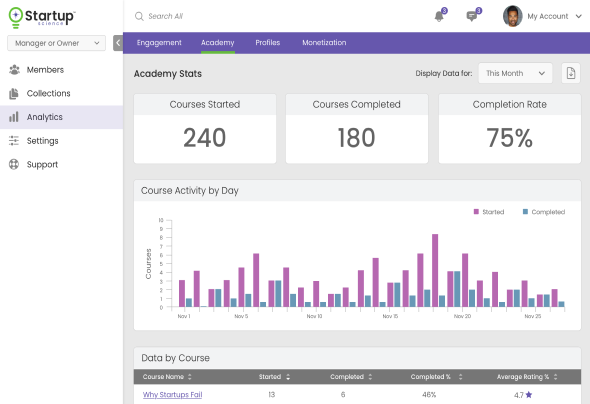 Startup™
science
Search All
3
3
My Account
Manager or Owner
Engagement
Academy
Profiles
Monetization
Members
Collections
Analytics
Settings
Support
Academy Stats
Display Data for:
This Month
Courses Started
Courses Completed
Completion Rate
240
180
75%
Course Activity by Day
Started
Completed
Courses
10
9
8
7
6
5
4
3
2
1
0
Nov 1
Nov 5
Nov 10
Nov 15
Nov 20
Nov 25
Data by Course
Course Name
Started
Completed
Completed %
Average Rating %
Why Startups Fail
13
6
46%
4.7